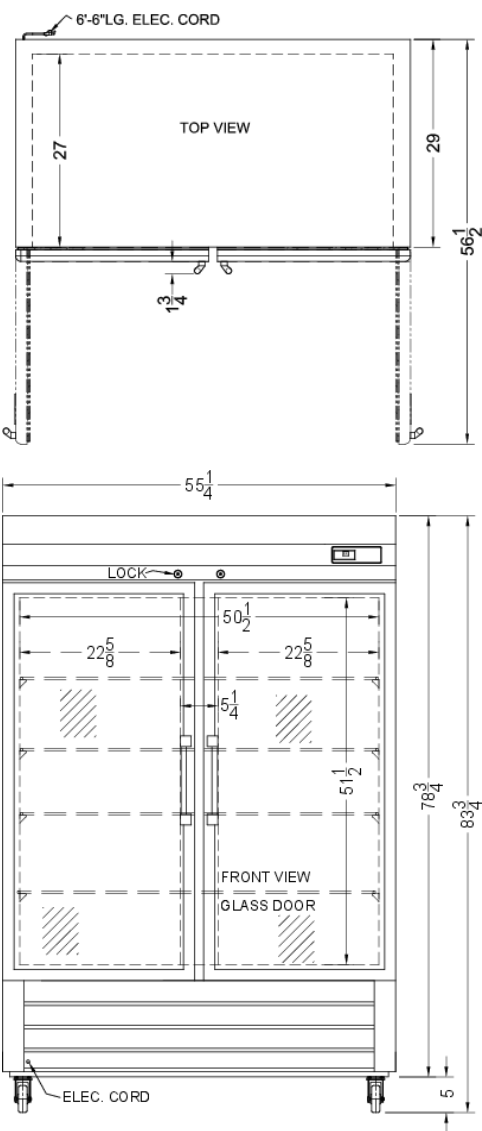 6'-6"LG. ELEC. CORD
TOP VIEW
27
29
56 1/2
1 3/14
55 1/4
LOCK
50 1/2
22 5/8
22 5/8
5 1/4
51 1/2
78 3/4
83 3/4
FRONT VIEW
GLASS DOOR
5
ELEC. CORD